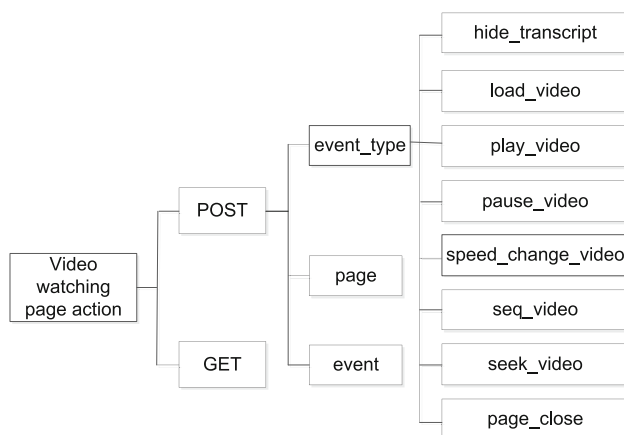 Video
watching
page action
POST
GET
event_type
page
event
hide_transcript
load_video
play_video
pause_video
speed_change_video
seq_video
seek_video
page_close